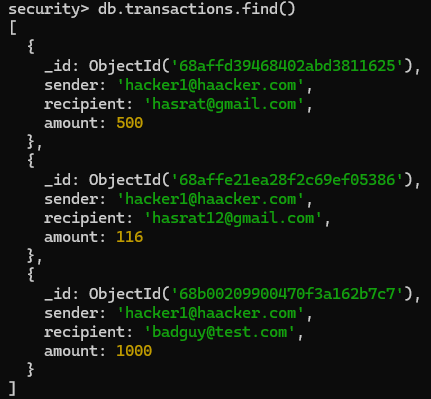 security> db.transactions.find()
[
  {
    _id: ObjectId('68affd39468402abd3811625'),
    sender: 'hacker1@haacker.com',
    recipient: 'hasrat@gmail.com',
    amount: 500
  },
  {
    _id: ObjectId('68affe21ea28f2c69ef05386'),
    sender: 'hacker1@haacker.com',
    recipient: 'hasrat12@gmail.com',
    amount: 116
  },
  {
    _id: ObjectId('68b00209900470f3a162b7c7'),
    sender: 'hacker1@haacker.com',
    recipient: 'badguy@test.com',
    amount: 1000
  }
]